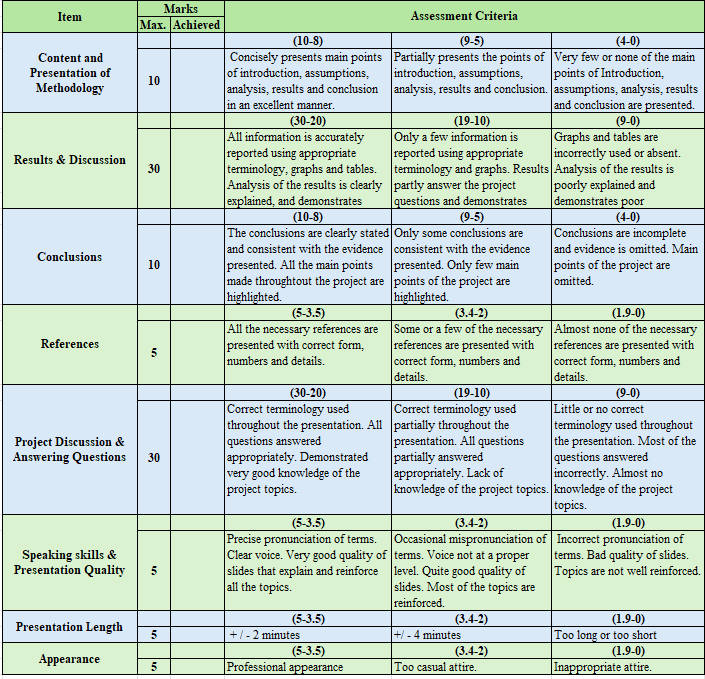 Item
Marks
Assessment Criteria
Max.
Achieved
Content and
Presentation of
Methodology
10
(10-8)
Concisely presents main points
of introduction, assumptions,
analysis, results and conclusion
in an excellent manner.
(9-5)
Partially presents the points of
introduction, assumptions,
analysis, results and conclusion.
(4-0)
Very few or none of the main
points of Introduction,
assumptions, analysis, results
and conclusion are presented.
Results & Discussion
30
(30-20)
All information is accurately
reported using appropriate
terminology, graphs and tables.
Analysis of the results is clearly
explained, and demonstrates
(19-10)
Only a few information is
reported using appropriate
terminology and graphs. Results
partly answer the project
questions and demonstrates
(9-0)
Graphs and tables are
incorrectly used or absent.
Analysis of the results is
poorly explained and
demonstrates poor
Conclusions
10
(10-8)
The conclusions are clearly stated
and consistent with the evidence
presented. All the main points
made throughtout the project are
highlighted.
(9-5)
Only some conclusions are
consistent with the evidence
presented. Only few main
points of the project are
highlighted.
(4-0)
Conclusions are incomplete
and evidence is omitted. Main
points of the project are
omitted.
References
5
(5-3.5)
All the necessary references are
presented with correct form,
numbers and details.
(3.4-2)
Some or a few of the necessary
references are presented with
correct form, numbers and
details.
(1.9-0)
Almost none of the necessary
references are presented with
correct form, numbers and
details.
Project Discussion &
Answering Questions
30
(30-20)
Correct terminology used
throughout the presentation. All
questions answered
appropriately. Demonstrated
very good knowledge of the
project topics.
(19-10)
Correct terminology used
partially throughout the
presentation. All questions
partially answered
appropriately. Lack of
knowledge of the project topics.
(9-0)
Little or no correct
terminology used throughout
the presentation. Most of the
questions answered
incorrectly. Almost no
knowledge of the project
topics.
Speaking skills &
Presentation Quality
5
(5-3.5)
Precise pronunciation of terms.
Clear voice. Very good quality of
slides that explain and reinforce
all the topics.
(3.4-2)
Occasional mispronunciation of
terms. Voice not at a proper
level. Quite good quality of
slides. Most of the topics are
reinforced.
(1.9-0)
Incorrect pronunciation of
terms. Bad quality of slides.
Topics are not well reinforced.
Presentation Length
5
(5-3.5)
+ / - 2 minutes
(3.4-2)
+/ - 4 minutes
(1.9-0)
Too long or too short
Appearance
5
(5-3.5)
Professional appearance
(3.4-2)
Too casual attire.
(1.9-0)
Inappropriate attire.